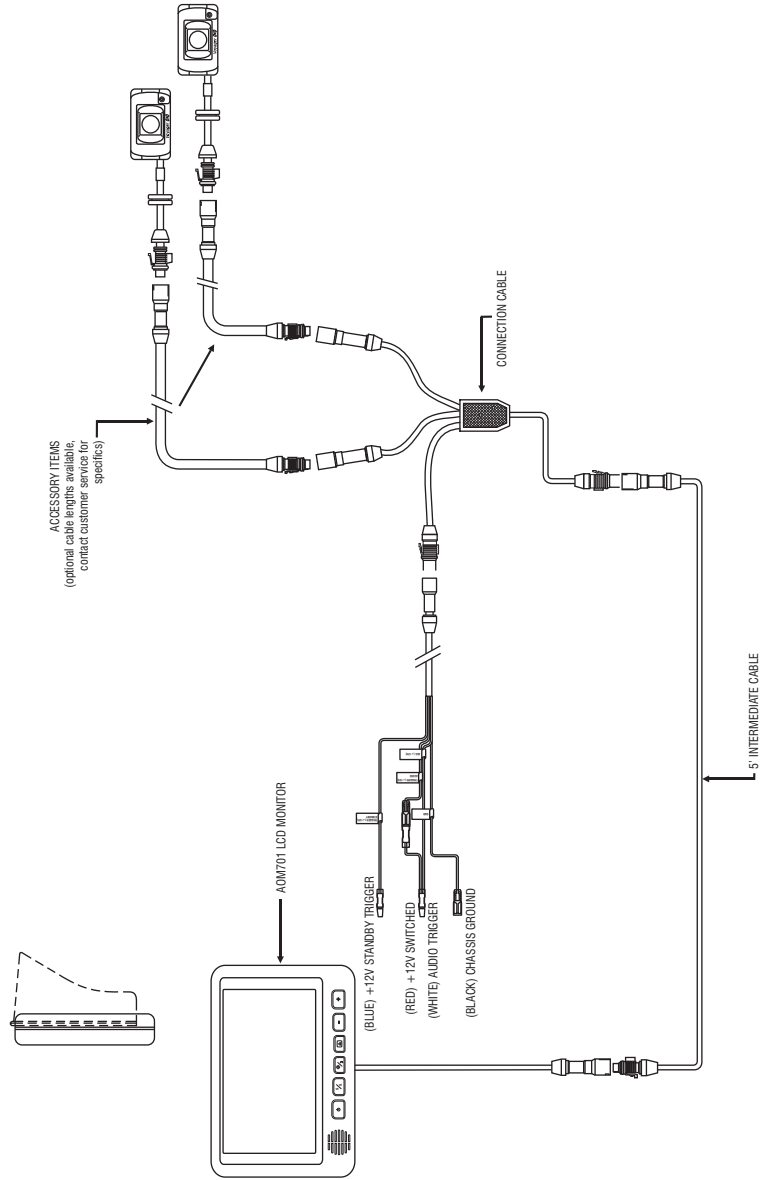 ACCESSORY ITEMS
(optional cable lengths available,
contact customer service for
specifics)
CONNECTION CABLE
AOM701 LCD MONITOR
(BLUE) +12V STANDBY TRIGGER
(RED) +12V SWITCHED
(WHITE) AUDIO TRIGGER
(BLACK) CHASSIS GROUND
5' INTERMEDIATE CABLE